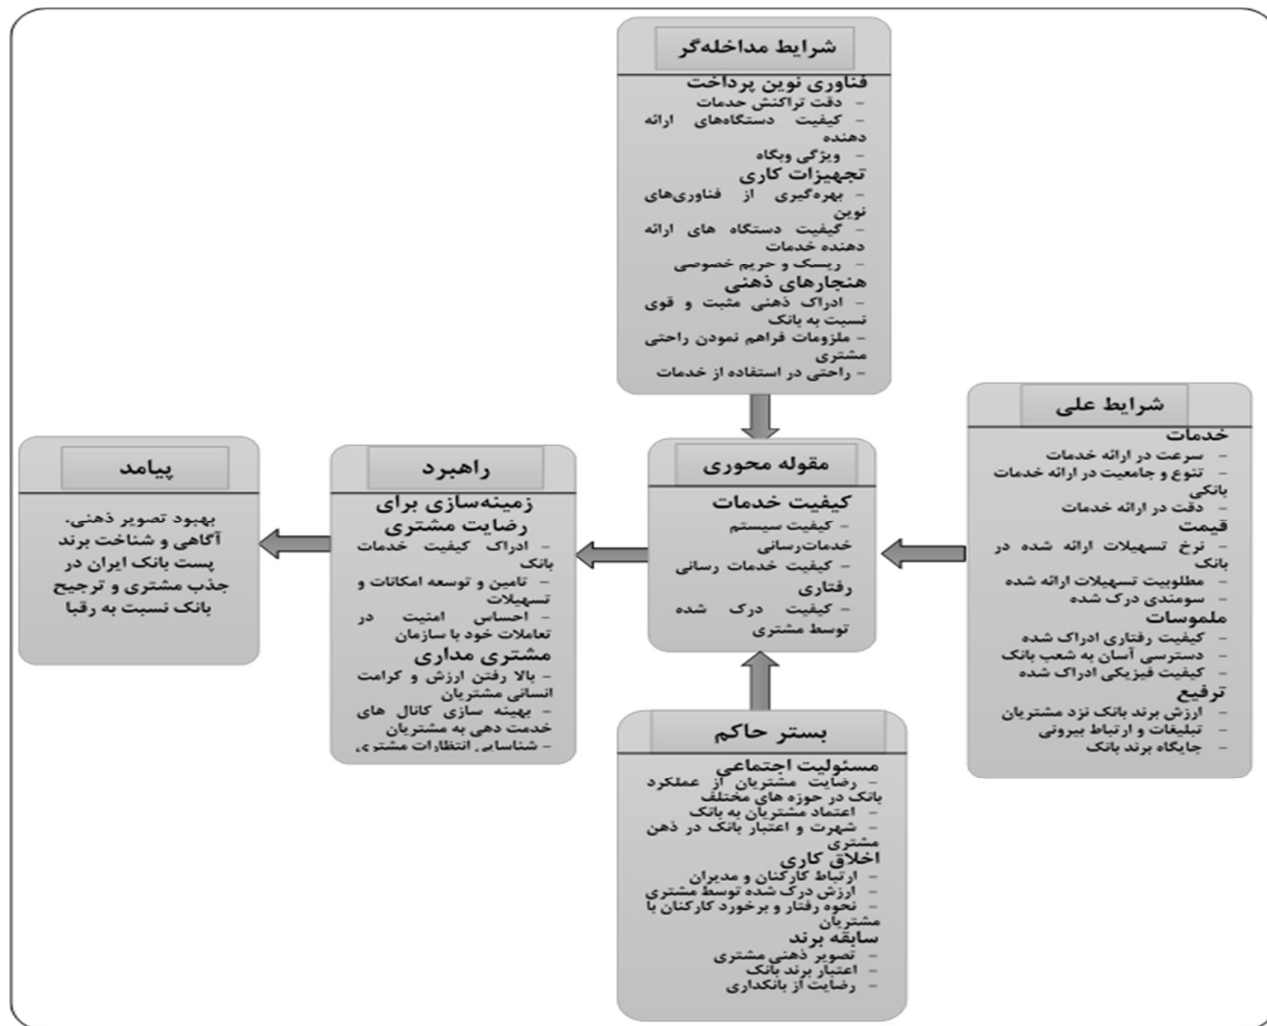 شرایط مداخله‌گر
فناوری نوین پرداخت
- دقت تراکنش خدمات
- کیفیت دستگاه‌های ارائه
دهنده
- ویژگی وبگاه
تجهیزات کاری
- بهره‌گیری از فناوری‌های
نوین
- کیفیت دستگاه های ارائه
دهنده خدمات
- ریسک و حریم خصوصی
هنجارهای ذهنی
- ادراک ذهنی مثبت و قوی
نسبت به بانک
- ملزومات فراهم نمودن راحتی
مشتری
- راحتی در استفاده از خدمات
شرایط علی
خدمات
- سرعت در ارائه خدمات
- تنوع و جامعیت در ارائه خدمات
بانکی
- دقت در ارائه خدمات
قیمت
- نرخ تسهیلات ارائه شده در
بانک
- مطلوبیت تسهیلات ارائه شده
- سومندی درک شده
ملموسات
- کیفیت رفتاری ادراک شده
- دسترسی آسان به شعب بانک
- کیفیت فیزیکی ادراک شده
ترفیع
- ارزش برند بانک نزد مشتریان
- تبلیغات و ارتباط بیرونی
- جایگاه برند بانک
مقوله محوری
کیفیت خدمات
- کیفیت سیستم
خدمات‌رسانی
- کیفیت خدمات رسانی
رفتاری
- کیفیت درک شده
توسط مشتری
راهبرد
زمینه‌سازی برای
رضایت مشتری
- ادراک کیفیت خدمات
بانک
- تامین و توسعه امکانات و
تسهیلات
- احساس امنیت در
تعاملات خود با سازمان
مشتری مداری
- بالا رفتن ارزش و کرامت
انسانی مشتریان
- بهینه سازی کانال های
خدمت دهی به مشتریان
- شناسایی انتظارات مشتری
پیامد
بهبود تصویر ذهنی،
آگاهی و شناخت برند
پست بانک ایران در
جذب مشتری و ترجیح
بانک نسبت به رقبا
بستر حاکم
مسئولیت اجتماعی
- رضایت مشتریان از عملکرد
بانک در حوزه های مختلف
- اعتماد مشتریان به بانک
- شهرت و اعتبار بانک در ذهن
مشتری
اخلاق کاری
- ارتباط کارکنان و مدیران
- ارزش درک شده توسط مشتری
- نحوه رفتار و برخورد کارکنان با
مشتریان
سابقه برند
- تصویر ذهنی مشتری
- اعتبار برند بانک
- رضایت از بانکداری